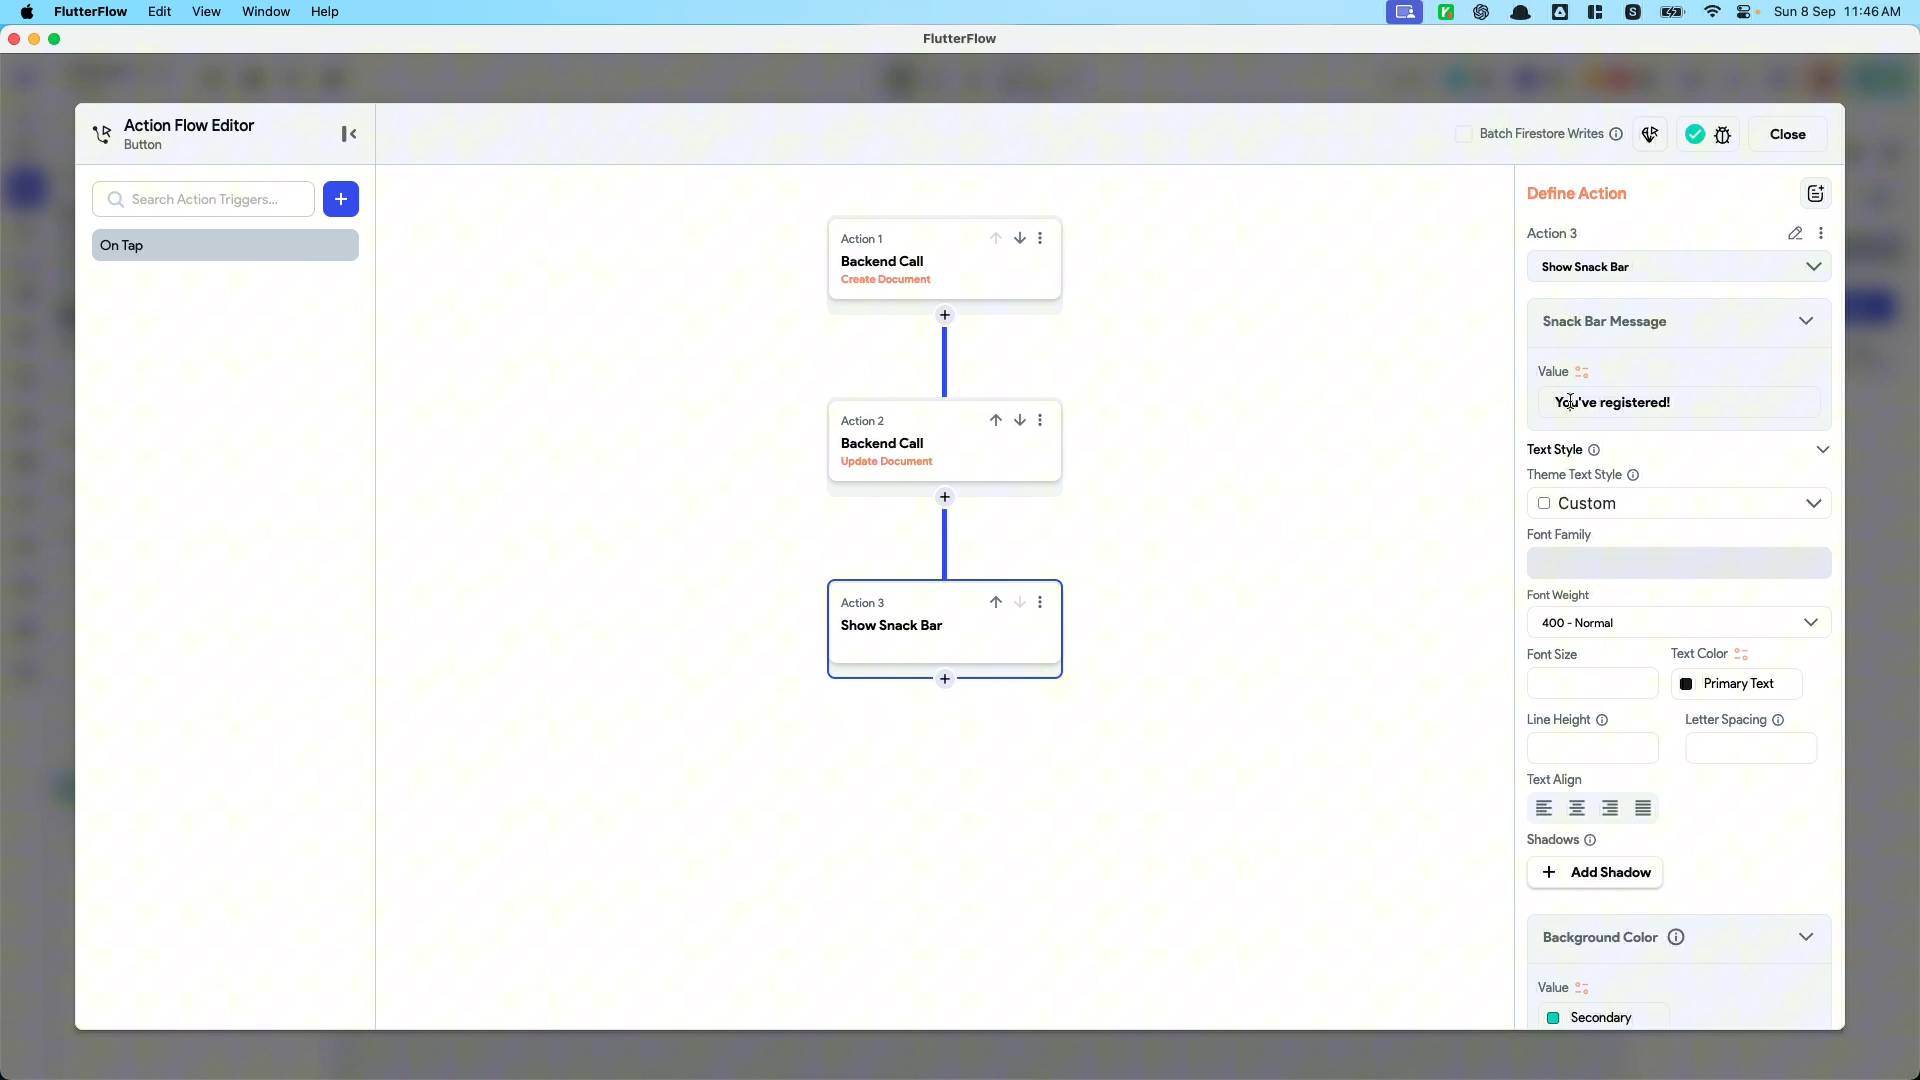 FlutterFlow Edit View Window Help Sun 8 Sep 11:46 AM
FlutterFlow
Action Flow Editor
Button
Batch Firestore Writes
Close
Search Action Triggers...
On Tap
Action 1
Backend Call
Create Document
Action 2
Backend Call
Update Document
Action 3
Show Snack Bar
Define Action
Action 3
Show Snack Bar
Snack Bar Message
Value
You've registered!
Text Style
Theme Text Style
Custom
Font Family
Font Weight
400 - Normal
Font Size Text Color
Primary Text
Line Height Letter Spacing
Text Align
Shadows
Add Shadow
Background Color
Value
Secondary